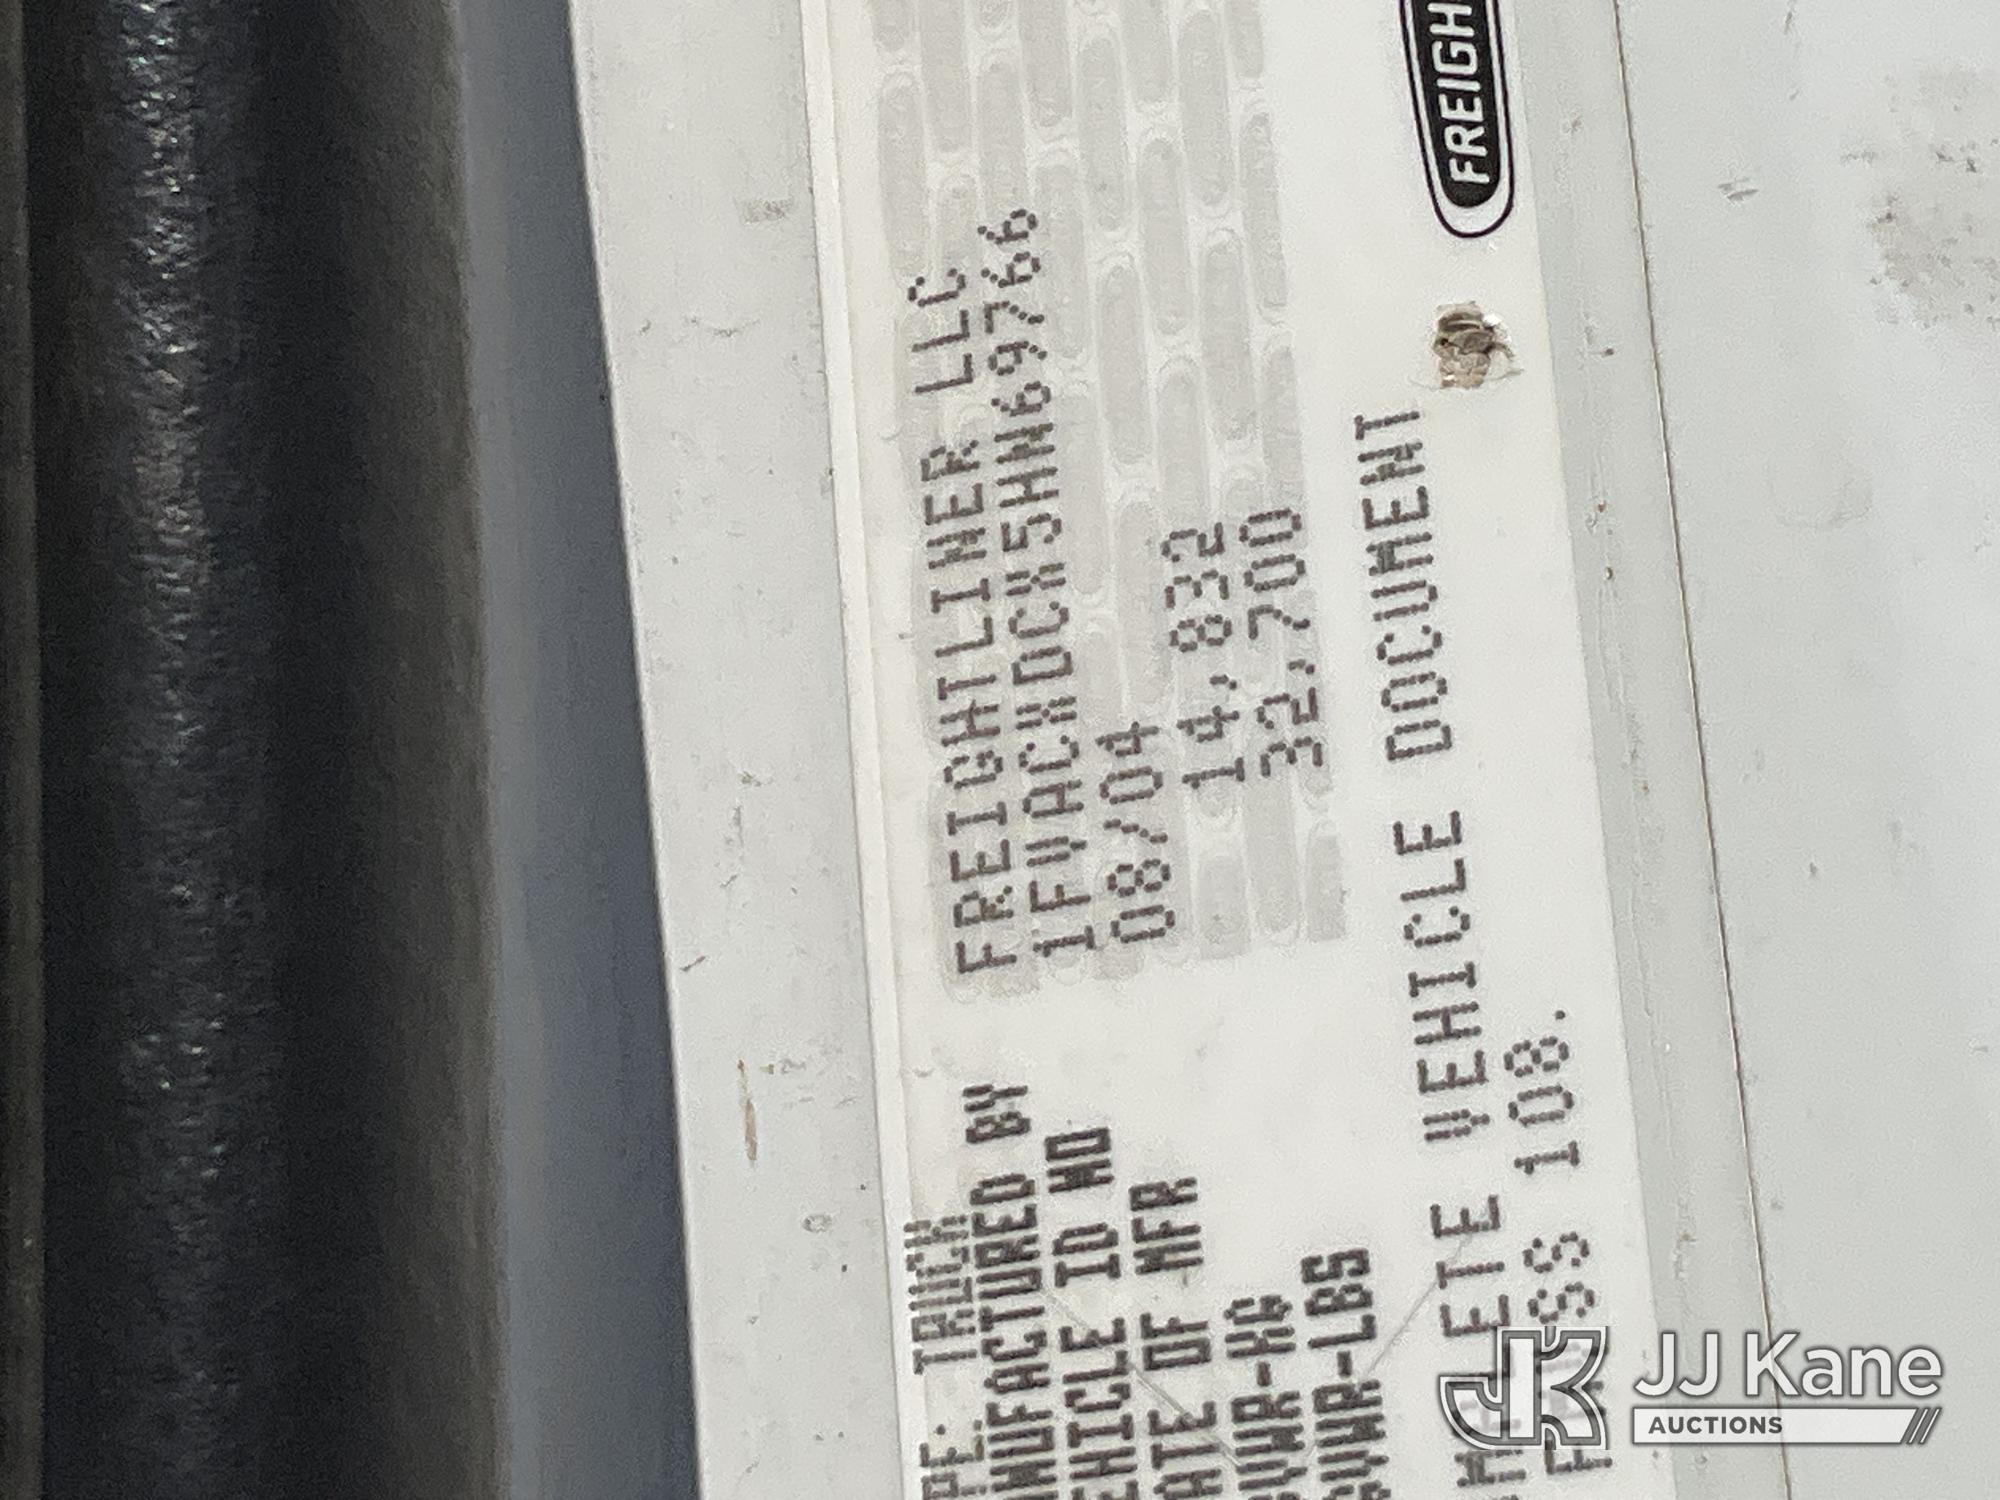 TRUCK
MANUFACTURED BY FREIGHTLINER LLC
VEHICLE ID NO 1FVACXDCX5HN69766
DATE OF MFR 08/04
GVWR-KG 14,832
GVWR-LBS 32,700
VEHICLE DOCUMENT
108.
FREIGH
JJ Kane
AUCTIONS